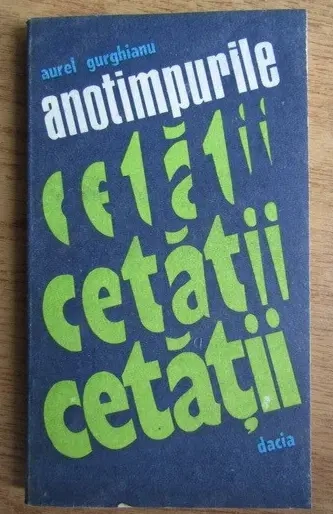 aurel gurghianu
anotimpurile
cetății
cetății
cetății
dacia